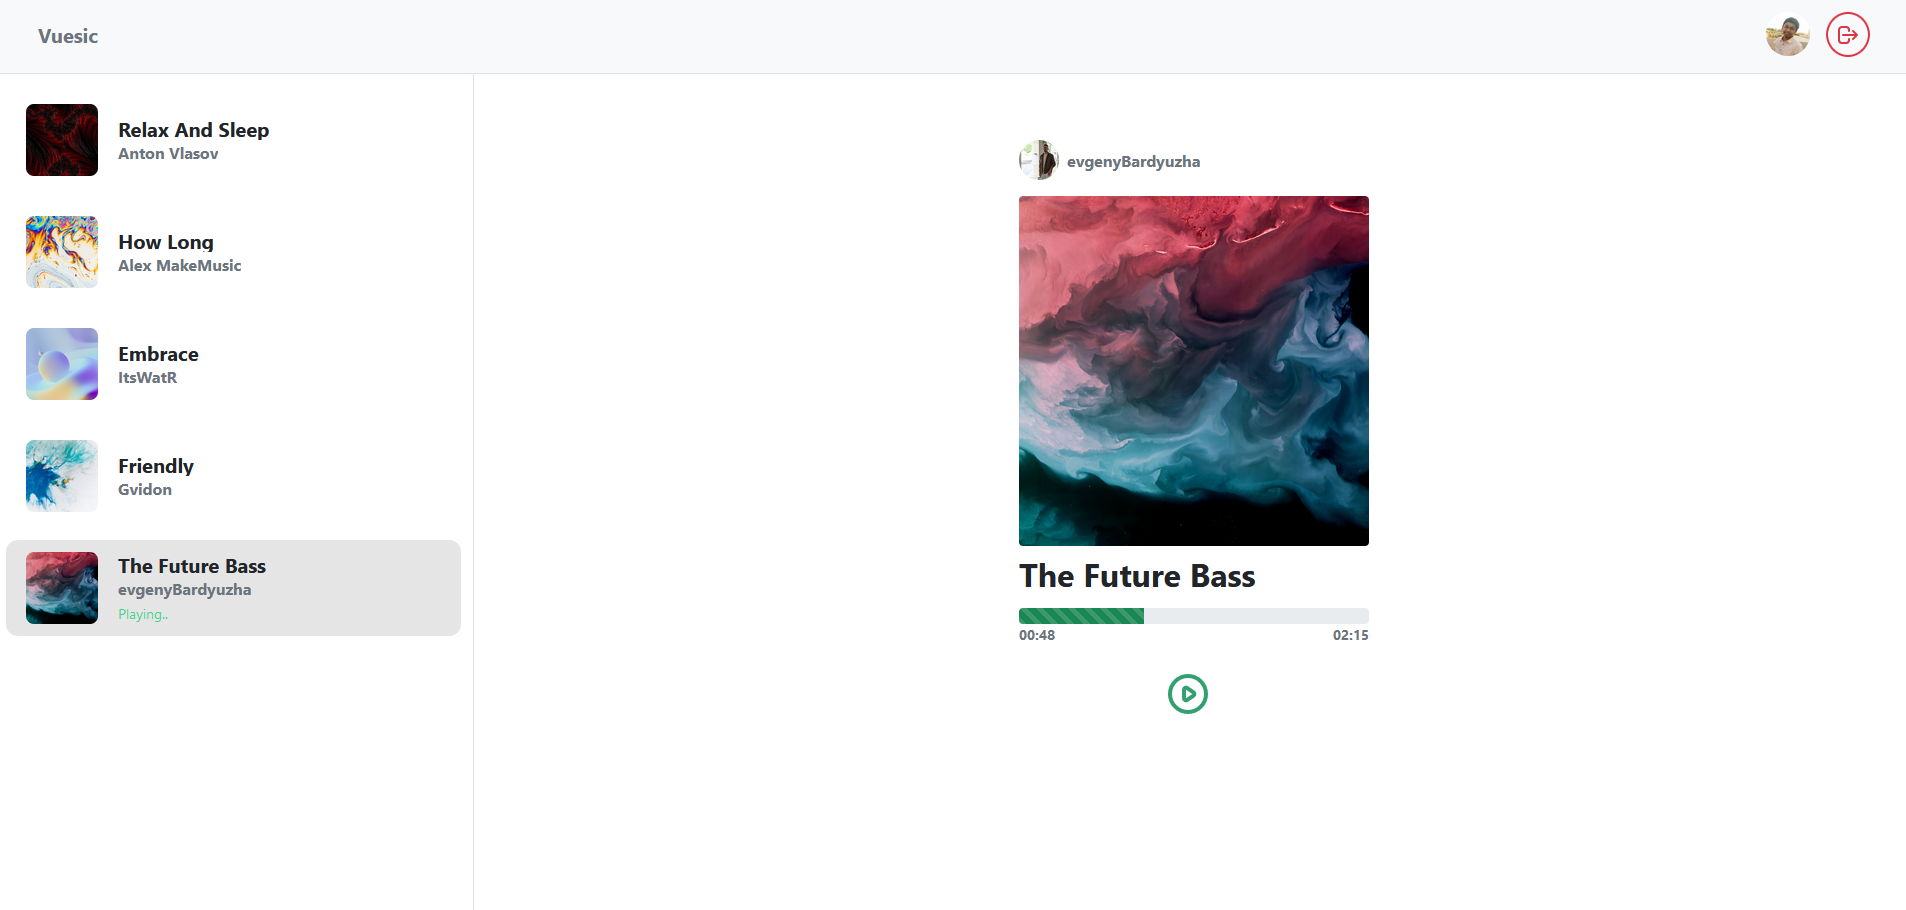 Vuesic
Relax And Sleep
Anton Vlasov
How Long
Alex MakeMusic
Embrace
ItsWatR
Friendly
Gvidon
The Future Bass
evgenyBardyuzha
Playing..
evgenyBardyuzha
The Future Bass
00:48
02:15